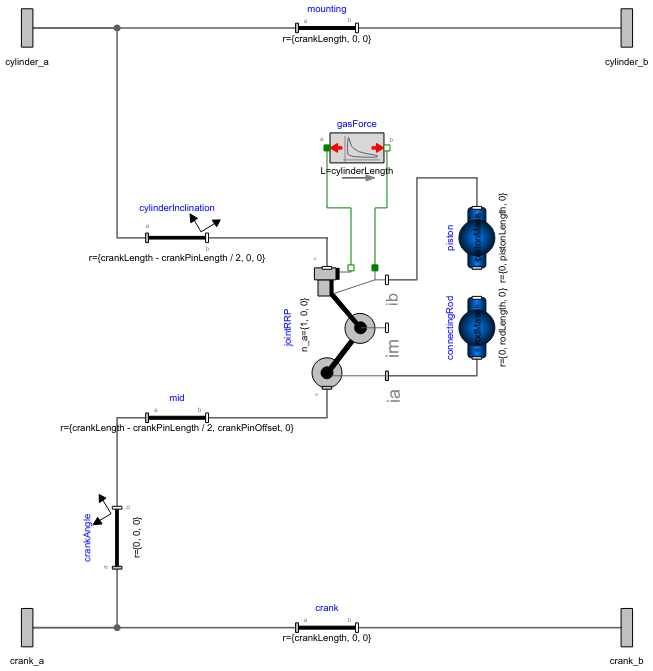 mounting
a b
r={crankLength, 0, 0}
cylinder_a
cylinder_b
gasForce
a b
L=cylinderLength
cylinderInclination
a
b
r={crankLength - crankPinLength / 2, 0, 0}
piston
r={0, pistonLength, 0}
jointRRP
n_a={1, 0, 0}
ib
im
ia
connectingRod
r={0, rodLength, 0}
mid
a b
r={crankLength - crankPinLength / 2, crankPinOffset, 0}
crankAngle
b
a
r={0, 0, 0}
crank
a b
r={crankLength, 0, 0}
crank_a
crank_b